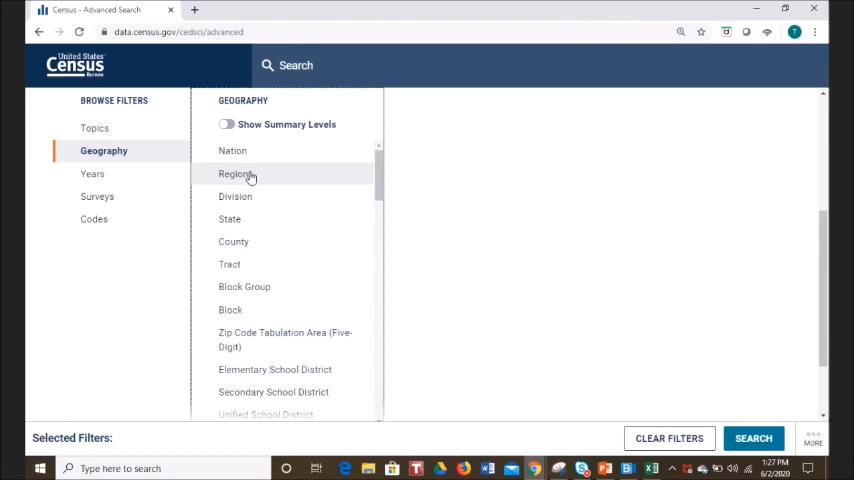 Census - Advanced Search
data.census.gov/cedsci/advanced
United States®
Census
Bureau
Search
BROWSE FILTERS
Topics
Geography
Years
Surveys
Codes
GEOGRAPHY
Show Summary Levels
Nation
Region
Division
State
County
Tract
Block Group
Block
Zip Code Tabulation Area (Five-
Digit)
Elementary School District
Secondary School District
Unified School District
Selected Filters:
CLEAR FILTERS
SEARCH
MORE
Type here to search
1:27 PM
6/2/2020